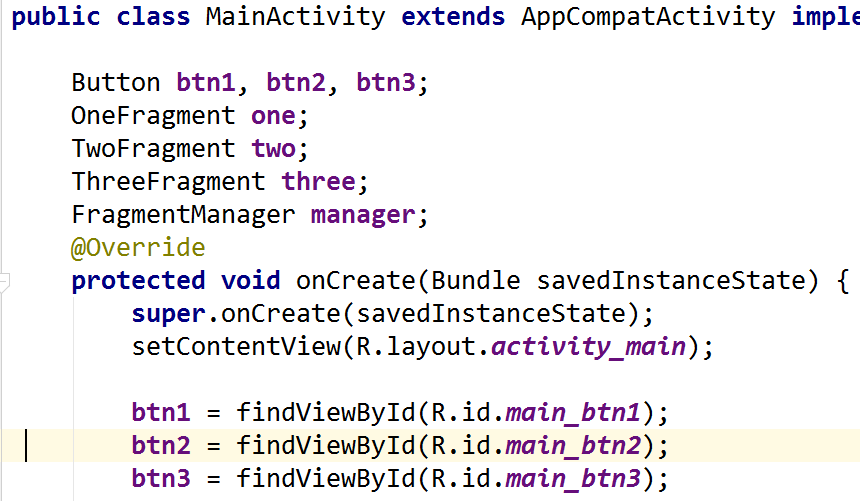 public class MainActivity extends AppCompatActivity
Button btn1, btn2, btn3;
OneFragment one;
TwoFragment two;
ThreeFragment three;
FragmentManager manager;
@Override
protected void onCreate(Bundle savedInstanceState) {
super.onCreate(savedInstanceState);
setContentView(R.layout.activity_main);
btn1 = findViewById(R.id.main_btn1);
btn2 = findViewById(R.id.main_btn2);
btn3 = findViewById(R.id.main_btn3);